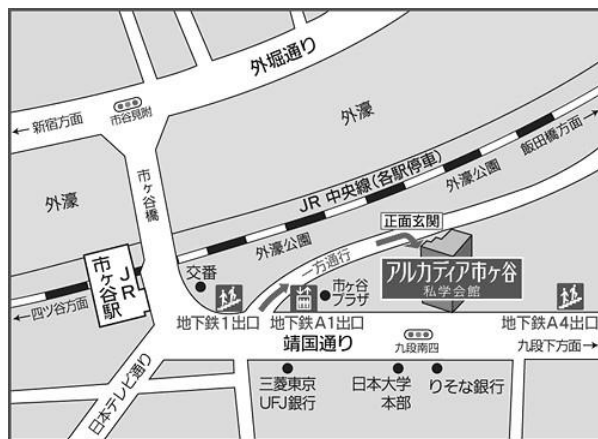 外堀通り
←新宿方面
市谷見附
外濠
飯田橋方面→
市ヶ谷橋
JR 中央線(各駅停車)
外濠公園
外濠
正面玄関
外濠公園
一方通行
アルカディア市ヶ谷
私学会館
JR
市ヶ谷駅
交番
市ヶ谷
プラザ
←四ツ谷方面
地下鉄1出口
地下鉄A1出口
地下鉄A4出口
靖国通り
九段南四
九段下方面→
日本テレビ通り
三菱東京
UFJ銀行
日本大学
本部
りそな銀行